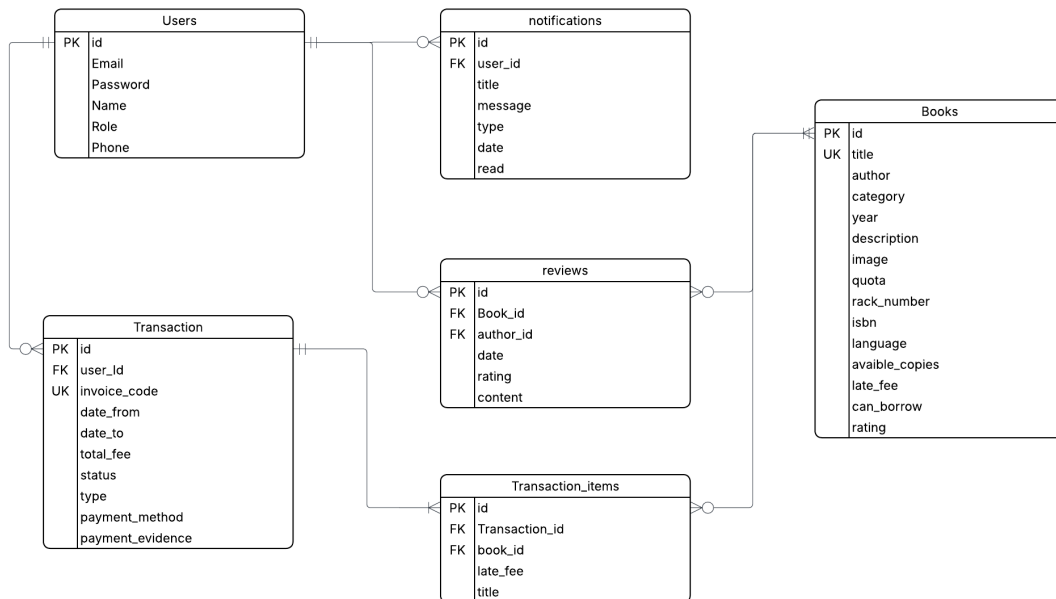 Users
PK id
Email
Password
Name
Role
Phone
notifications
PK id
FK user_id
title
message
type
date
read
Books
PK id
UK title
author
category
year
description
image
quota
rack_number
isbn
language
avaible_copies
late_fee
can_borrow
rating
reviews
PK id
FK Book_id
FK author_id
date
rating
content
Transaction
PK id
FK user_Id
UK invoice_code
date_from
date_to
total_fee
status
type
payment_method
payment_evidence
Transaction_items
PK id
FK Transaction_id
FK book_id
late_fee
title